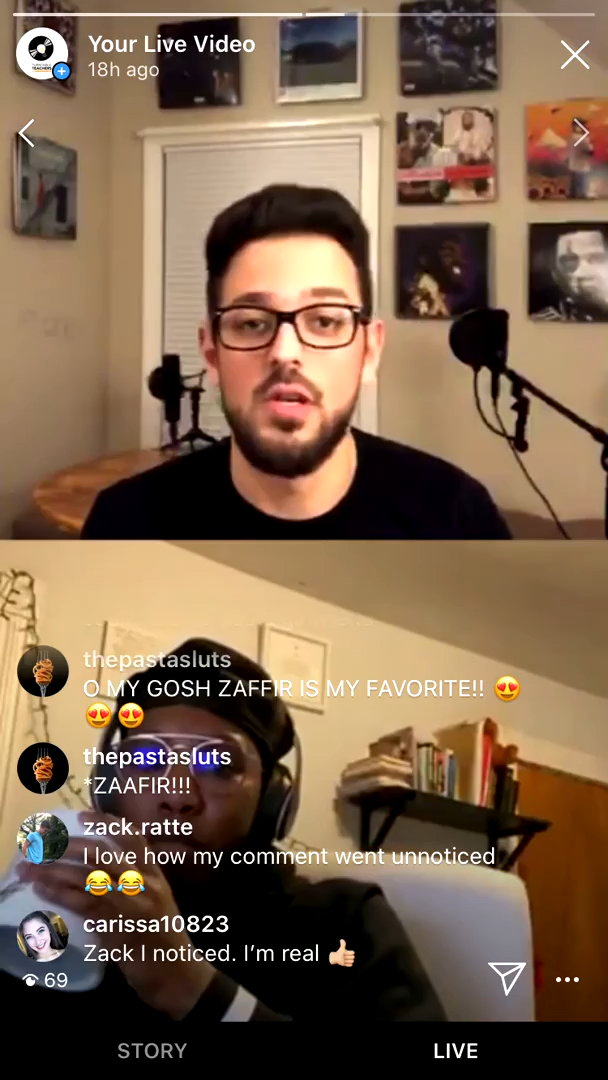 Your Live Video
18h ago
thepastasluts
O MY GOSH ZAFFIR IS MY FAVORITE!! 😍
😍😍
thepastasluts
*ZAAFIR!!!
zack.ratte
I love how my comment went unnoticed
😂😂
carissa10823
Zack I noticed. I’m real 👍🏼
69
STORY
LIVE